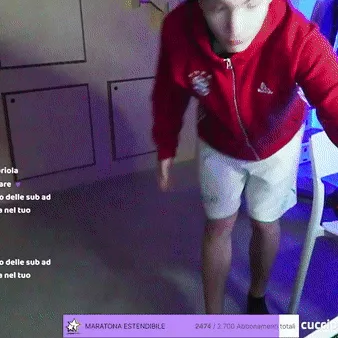 riola
are
o delle sub ad
a nel tuo
o delle sub ad
a nel tuo
MARATONA ESTENDIBILE
2474 / 2.700 Abbonamenti totali